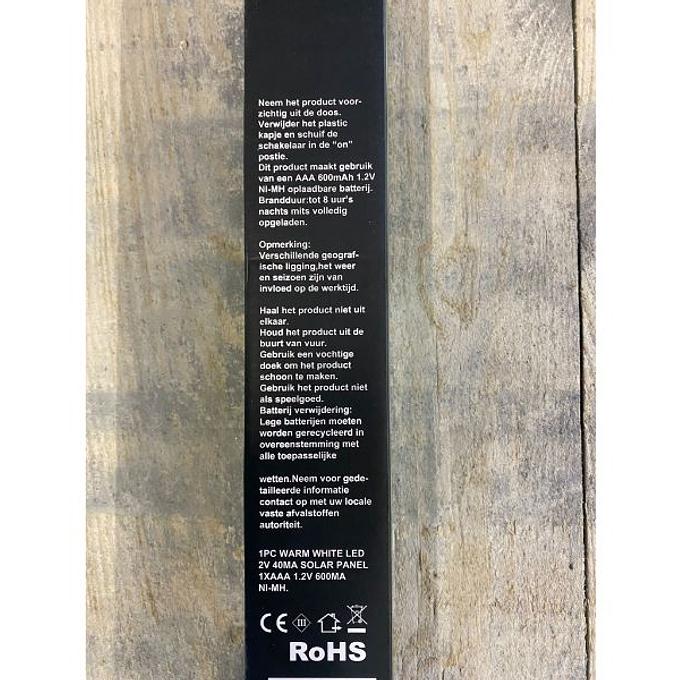 Neem het product voor-
zichtig uit de doos.
Verwijder het plastic
kapje en schuif de
schakelaar in de "on"
postie.
Dit product maakt gebruik
van een AAA 600mAh 1.2V
NI-MH oplaadbare batterij.
Brandduur:tot 8 uur's
nachts mits volledig
opgeladen.
Opmerking:
Verschillende geograf-
ische ligging,het weer
en seizoen zijn van
invloed op de werktijd.
Haal het product niet uit
elkaar.
Houd het product uit de
buurt van vuur.
Gebruik een vochtige
doek om het product
schoon te maken.
Gebruik het product niet
als speelgoed.
Batterij verwijdering:
Lege batterijen moeten
worden gerecycleerd in
overeenstemming met
alle toepasselijke
wetten.Neem voor gede-
tailleerde informatie
contact op met uw locale
vaste afvalstoffen
autoriteit.
1PC WARM WHITE LED
2V 40MA SOLAR PANEL
1XAAA 1.2V 600MA
NI-MH.
CE III
RoHS